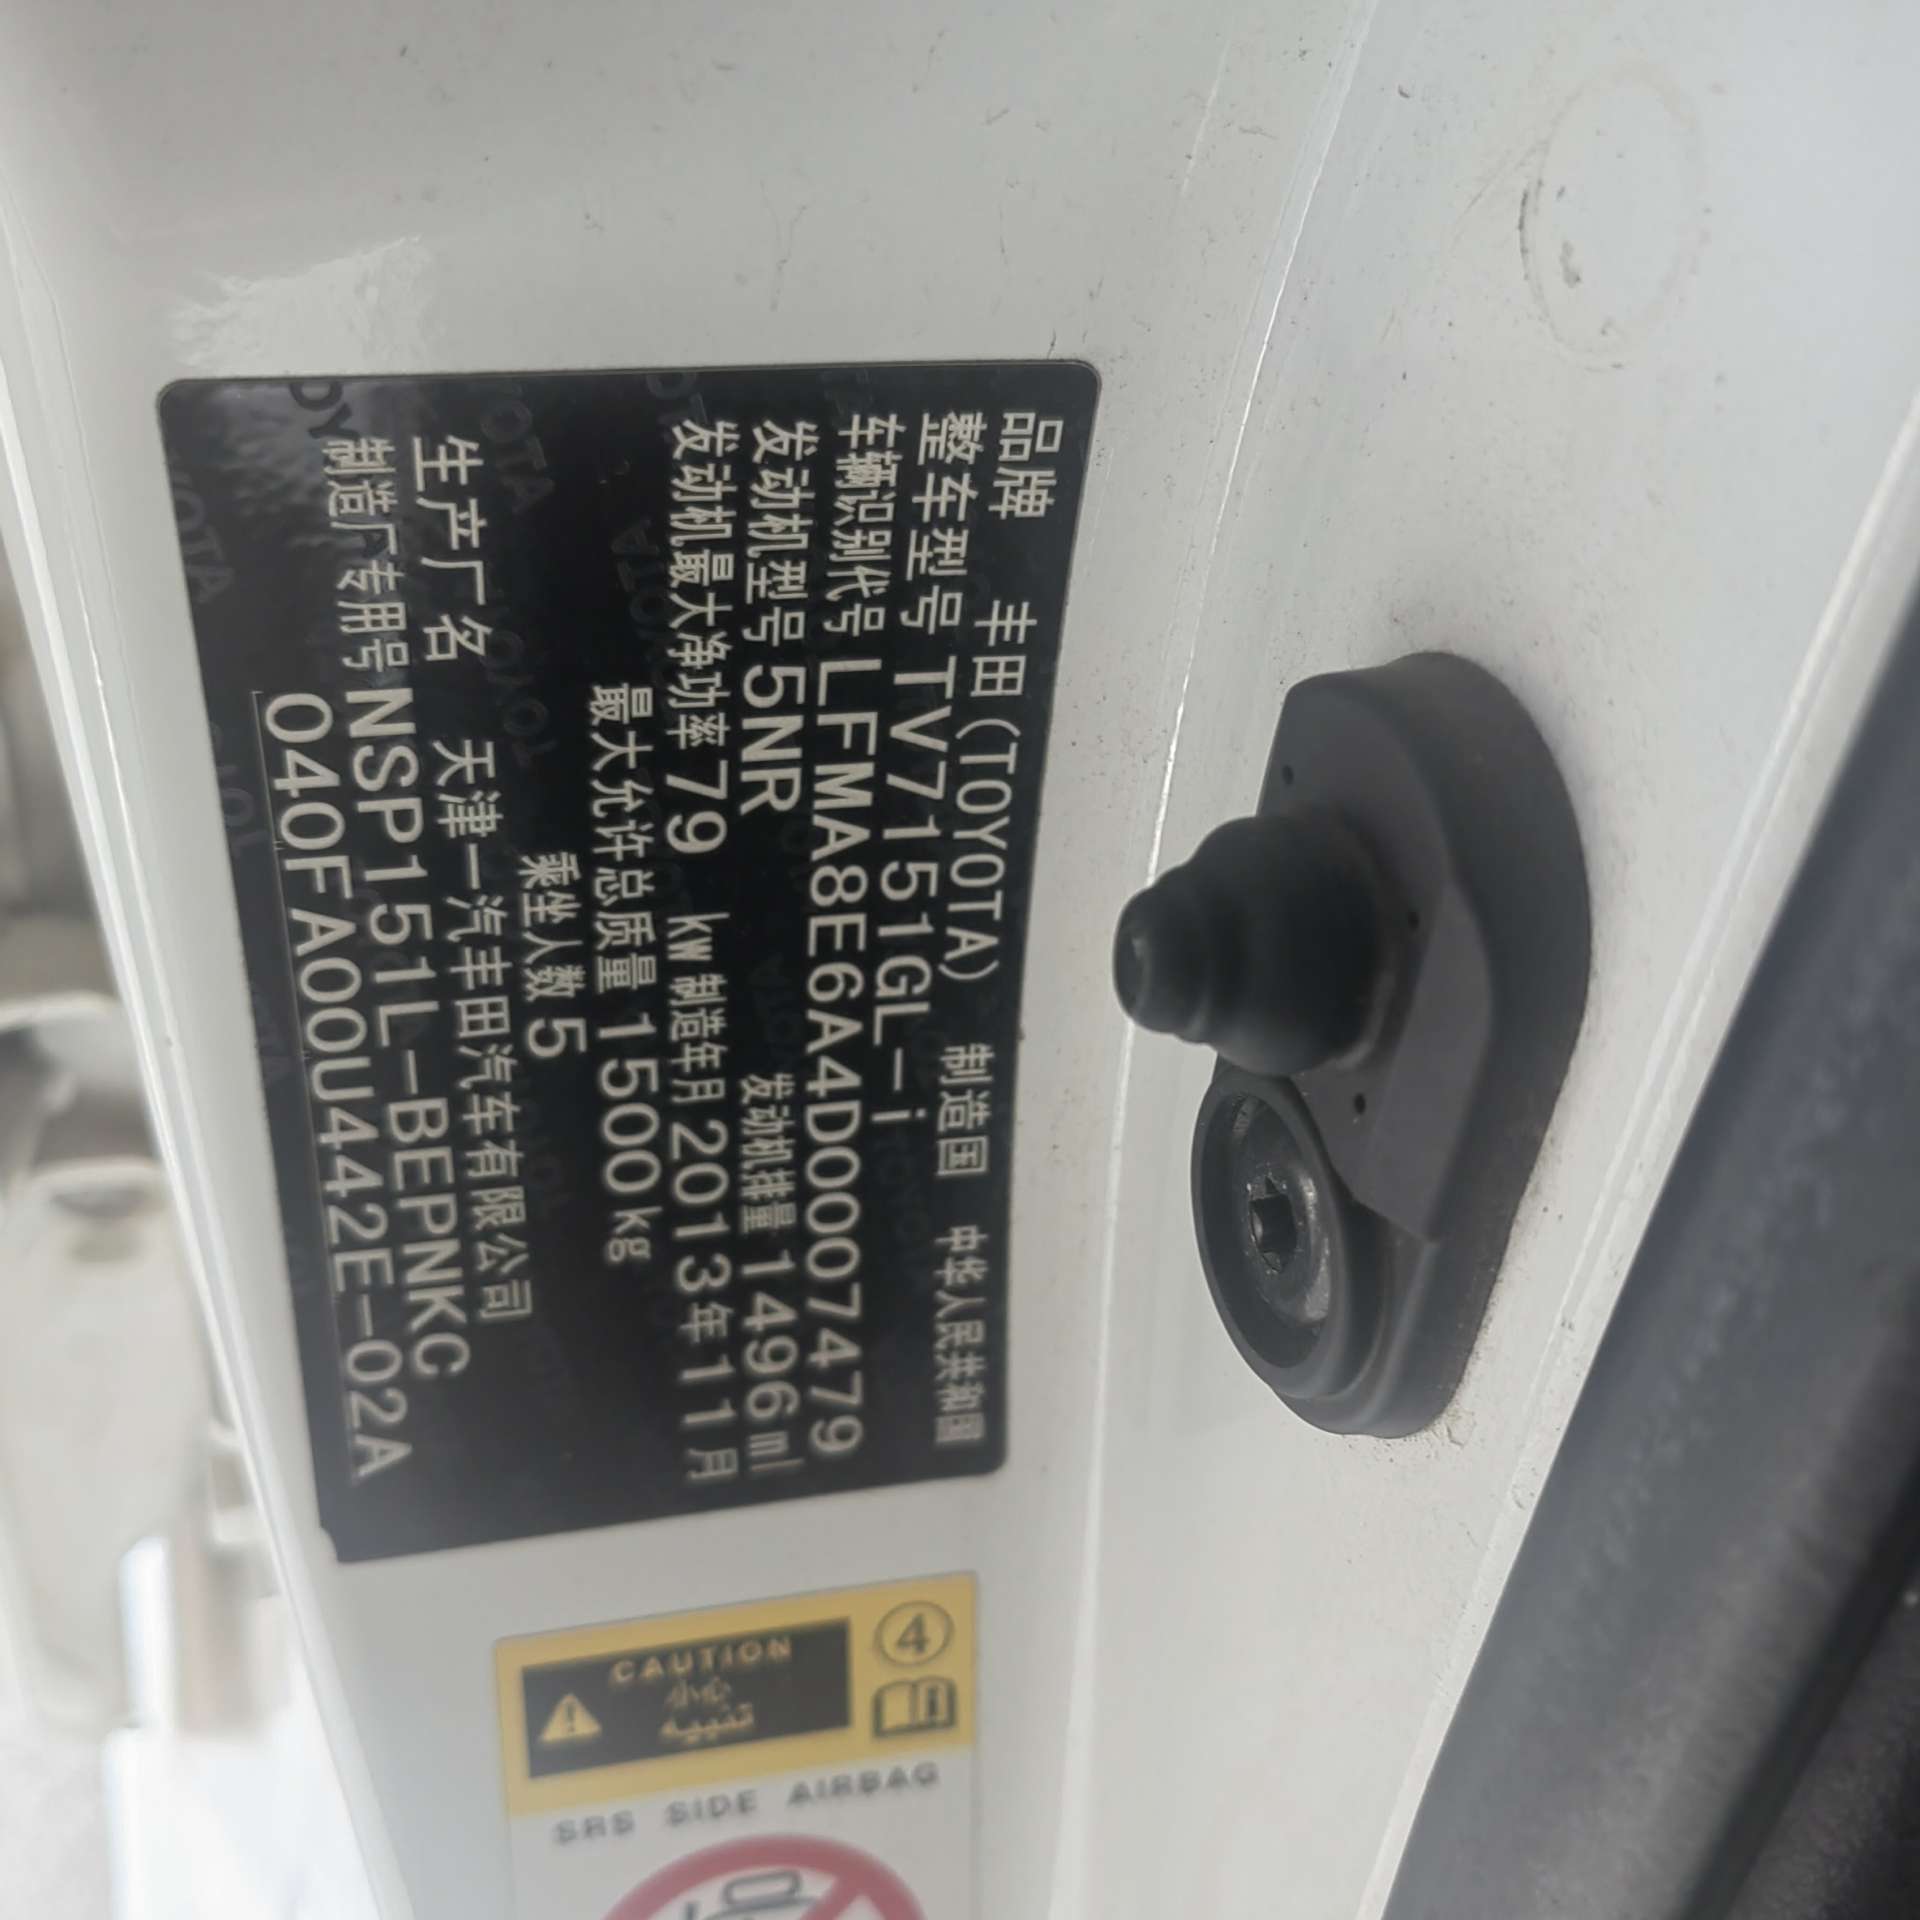 品牌 丰田(TOYOTA) 制造国 中华人民共和国
整车型号 TV7151GL-i
车辆识别代号 LFMA8E6A4D0007479
发动机型号 5NR 发动机排量 1496ml
发动机最大净功率 79 kW 制造年月 2013年11月
最大允许总质量 1500kg
乘坐人数 5
生产厂名 天津一汽丰田汽车有限公司
制造厂专用号 NSP151L-BEPNKC
040FA00U442E-02A
④
CAUTION
小心
تنبيه
SRS SIDE AIRBAG